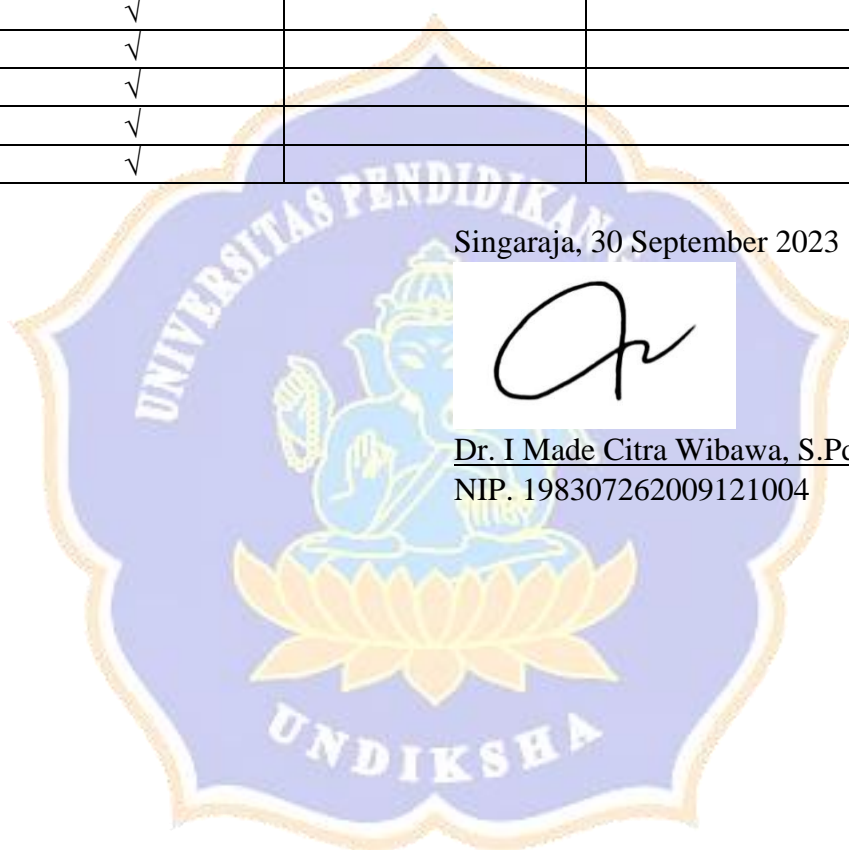 √
√
√
√
√
UNIVERSITAS PENDIDIKAN
Singaraja, 30 September 2023
Dr. I Made Citra Wibawa, S.Pd
NIP. 198307262009121004
UNDIKSHA